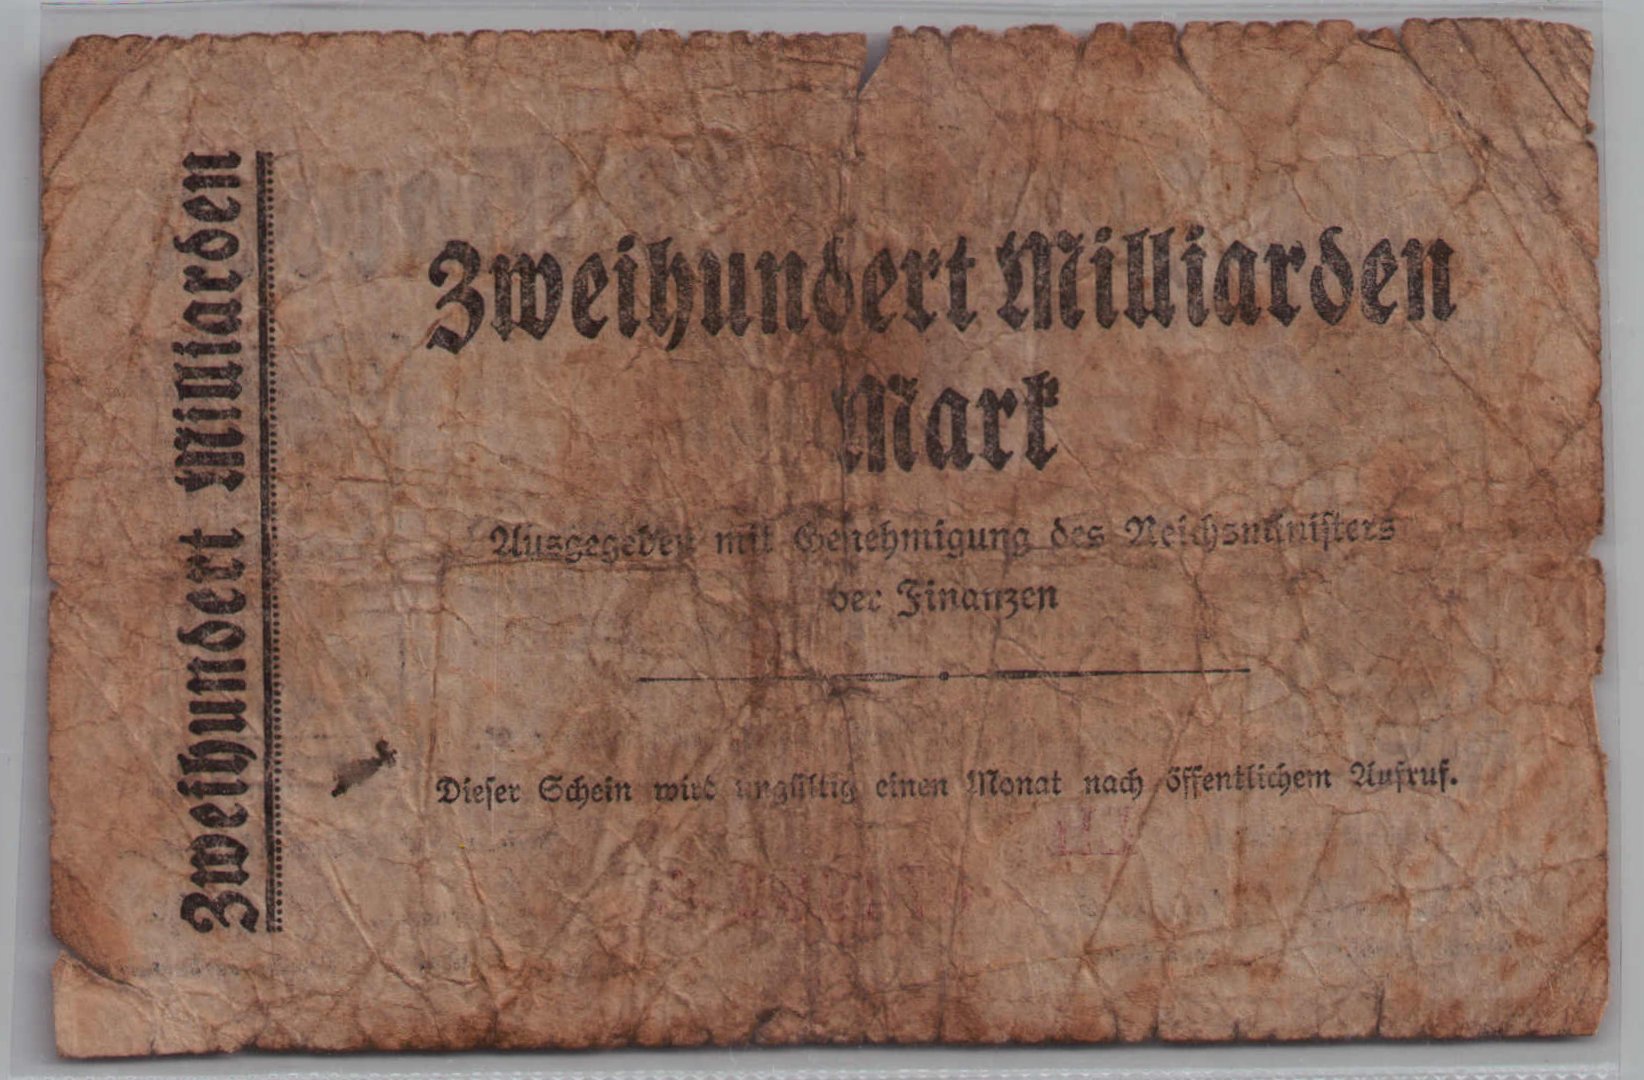 Zweihundert Milliarden
Zweihundert Milliarden
Mark
Ausgegeben mit Genehmigung des Reichsministers
der Finanzen
Dieser Schein wird ungültig einen Monat nach öffentlichem Aufruf.